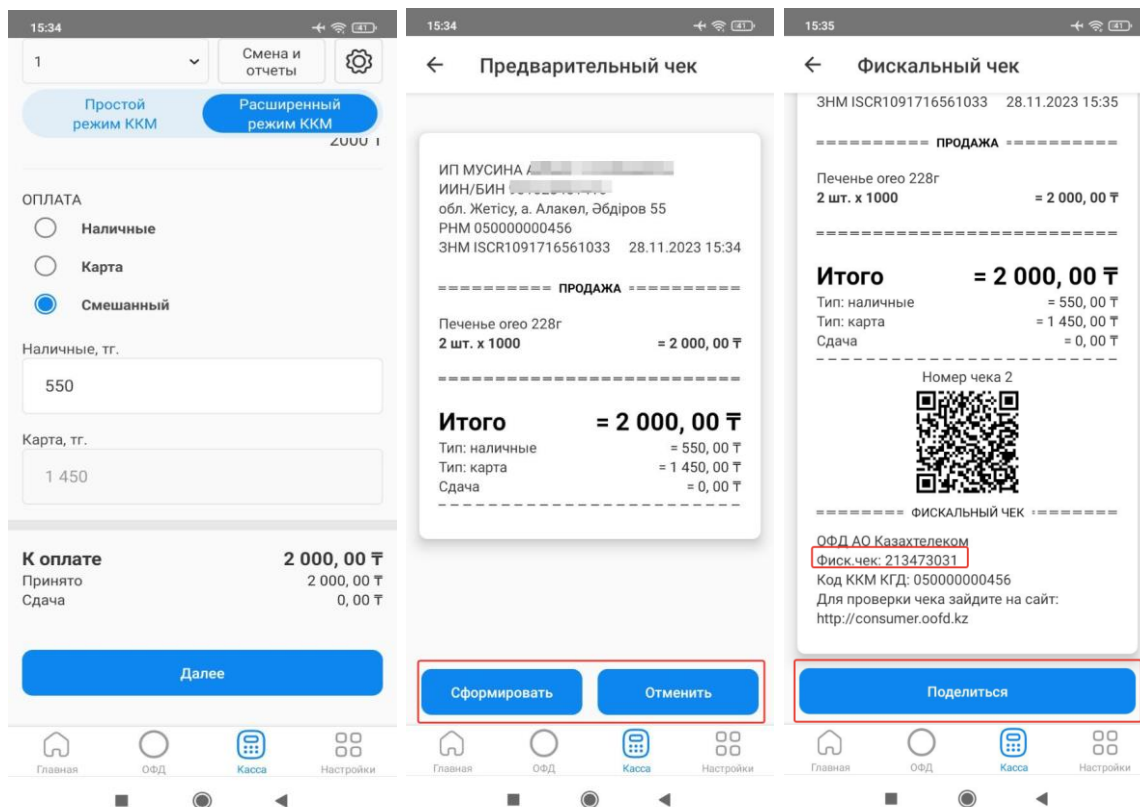 15:34
41
1
Смена и
отчеты
Простой
режим ККМ
Расширенный
режим ККМ
2000 т
ОПЛАТА
Наличные
Карта
Смешанный
Наличные, тг.
550
Карта, тг.
1 450
К оплате 2 000, 00 ₸
Принято 2 000, 00 ₸
Сдача 0, 00 ₸
Далее
Главная ОФД Касса Настройки
15:34
41
Предварительный чек
ИП МУСИНА
ИИН/БИН
обл. Жетісу, а. Алакөл, Әбдіров 55
РНМ 050000000456
ЗНМ ISCR1091716561033 28.11.2023 15:34
========== ПРОДАЖА ==========
Печенье oreo 228г
2 шт. x 1000 = 2 000, 00 ₸
Итого = 2 000, 00 ₸
Тип: наличные = 550, 00 ₸
Тип: карта = 1 450, 00 ₸
Сдача = 0, 00 ₸
Сформировать Отменить
Главная ОФД Касса Настройки
15:35
41
Фискальный чек
ЗНМ ISCR1091716561033 28.11.2023 15:35
========== ПРОДАЖА ==========
Печенье oreo 228г
2 шт. x 1000 = 2 000, 00 ₸
Итого = 2 000, 00 ₸
Тип: наличные = 550, 00 ₸
Тип: карта = 1 450, 00 ₸
Сдача = 0, 00 ₸
Номер чека 2
======== ФИСКАЛЬНЫЙ ЧЕК ========
ОФД АО Казахтелеком
Фиск.чек: 213473031
Код ККМ КГД: 050000000456
Для проверки чека зайдите на сайт:
http://consumer.oofd.kz
Поделиться
Главная ОФД Касса Настройки